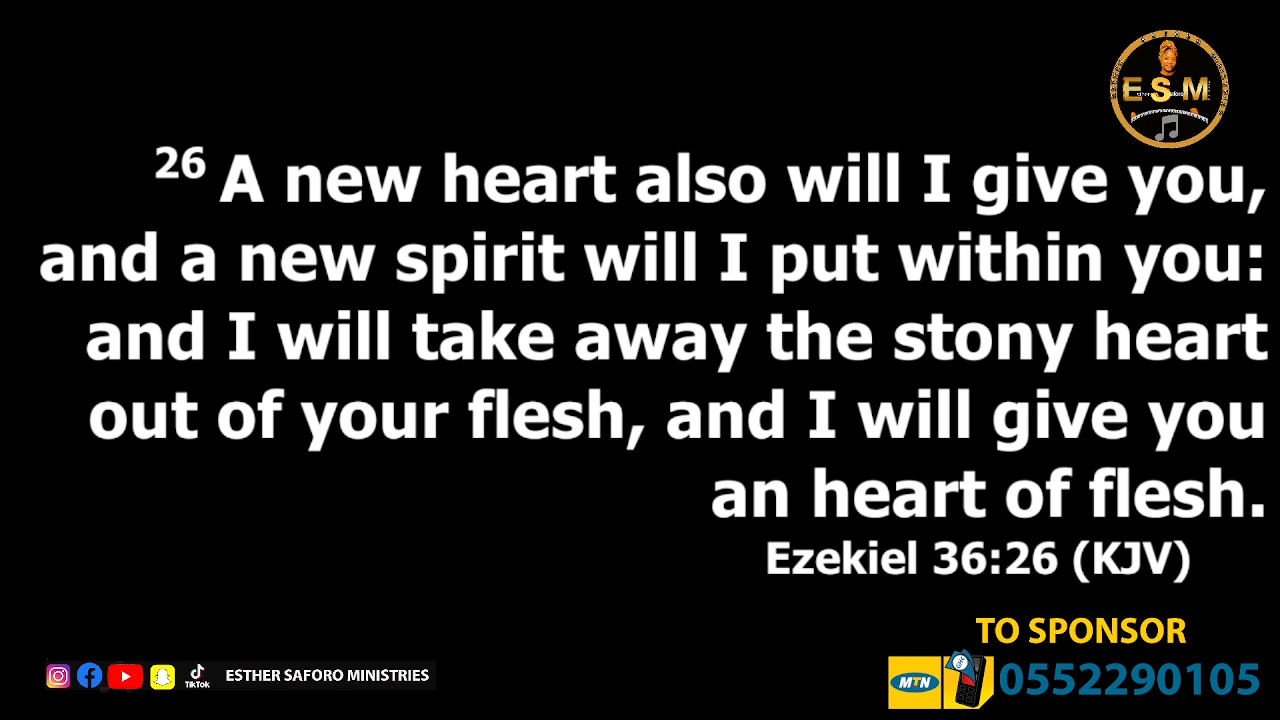 E S M
26 A new heart also will I give you,
and a new spirit will I put within you:
and I will take away the stony heart
out of your flesh, and I will give you
an heart of flesh.
Ezekiel 36:26 (KJV)
TO SPONSOR
MTN
0552290105
TikTok
ESTHER SAFORO MINISTRIES